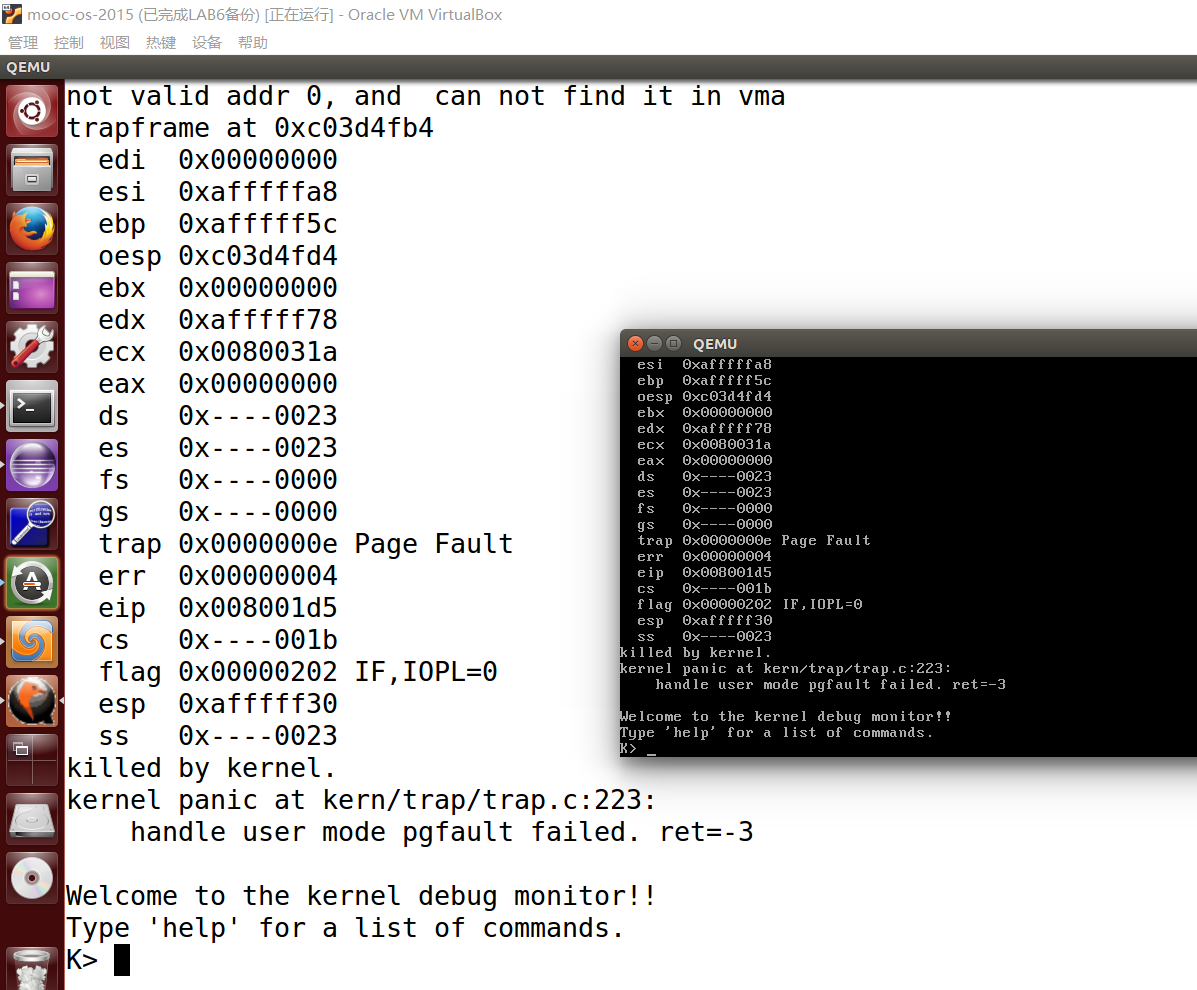 mooc-os-2015 (已完成LAB6备份) [正在运行] - Oracle VM VirtualBox
管理 控制 视图 热键 设备 帮助
QEMU
not valid addr 0, and  can not find it in vma
trapframe at 0xc03d4fb4
  edi  0x00000000
  esi  0xafffffa8
  ebp  0xafffff5c
  oesp 0xc03d4fd4
  ebx  0x00000000
  edx  0xafffff78
  ecx  0x0080031a
  eax  0x00000000
  ds   0x----0023
  es   0x----0023
  fs   0x----0000
  gs   0x----0000
  trap 0x0000000e Page Fault
  err  0x00000004
  eip  0x008001d5
  cs   0x----001b
  flag 0x00000202 IF,IOPL=0
  esp  0xafffff30
  ss   0x----0023
killed by kernel.
kernel panic at kern/trap/trap.c:223:
    handle user mode pgfault failed. ret=-3
Welcome to the kernel debug monitor!!
Type 'help' for a list of commands.
K>
QEMU
  esi  0xafffffa8
  ebp  0xafffff5c
  oesp 0xc03d4fd4
  ebx  0x00000000
  edx  0xafffff78
  ecx  0x0080031a
  eax  0x00000000
  ds   0x----0023
  es   0x----0023
  fs   0x----0000
  gs   0x----0000
  trap 0x0000000e Page Fault
  err  0x00000004
  eip  0x008001d5
  cs   0x----001b
  flag 0x00000202 IF,IOPL=0
  esp  0xafffff30
  ss   0x----0023
killed by kernel.
kernel panic at kern/trap/trap.c:223:
    handle user mode pgfault failed. ret=-3
Welcome to the kernel debug monitor!!
Type 'help' for a list of commands.
K> _